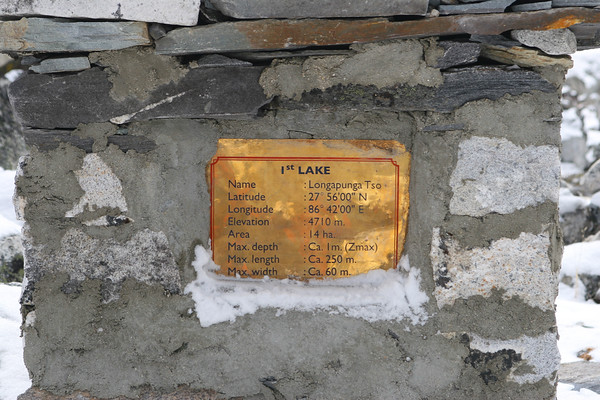 1st LAKE
Name : Longapunga Tso
Latitude : 27° 56'00" N
Longitude : 86° 42'00" E
Elevation : 4710 m.
Area : 14 ha.
Max. depth : Ca. 1m. (Zmax)
Max. length : Ca. 250 m.
Max. width : Ca. 60 m.